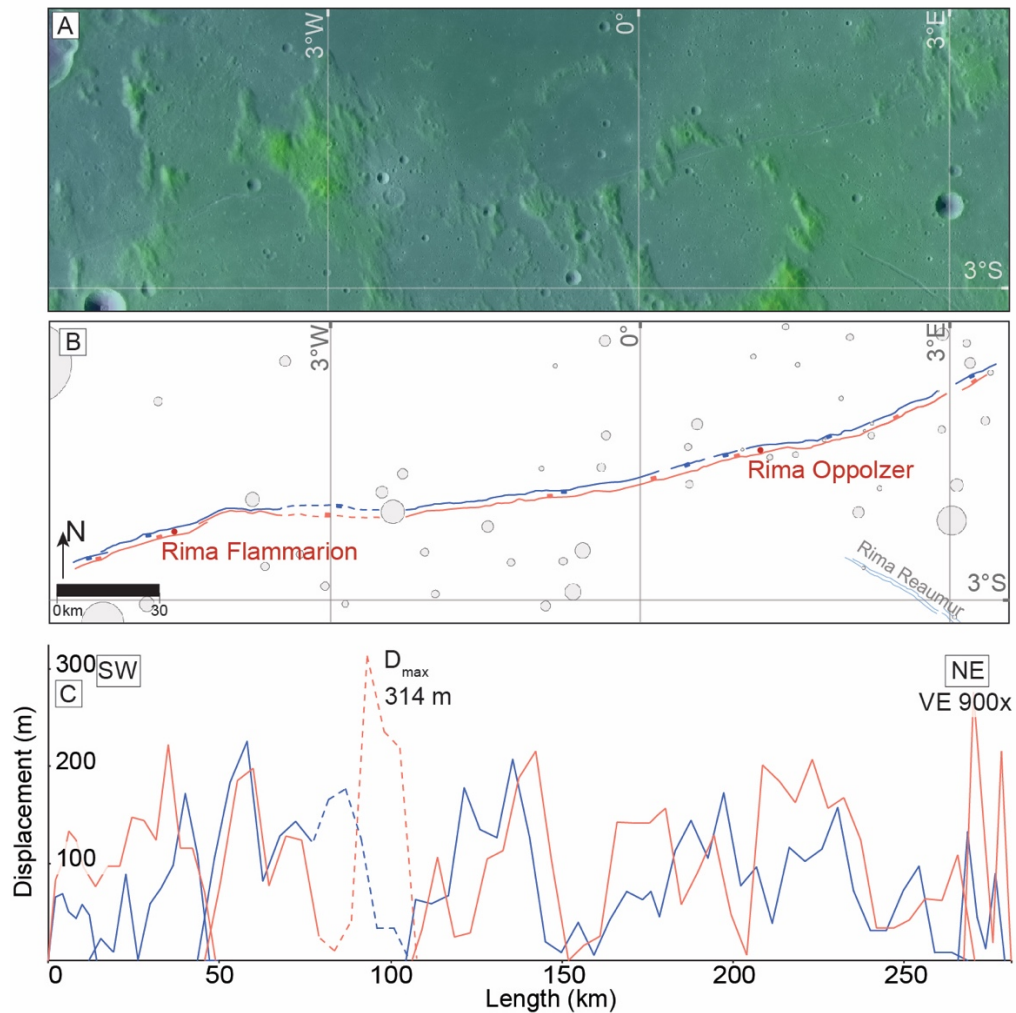 A
3°W
0°
3°E
3°S
B
3°W
0°
3°E
Rima Oppolzer
N
Rima Flammarion
Rima Reaumur
3°S
0km 30
300 SW
Dmax
NE
C
314 m
VE 900x
200
100
Displacement (m)
0 50 100 150 200 250
Length (km)